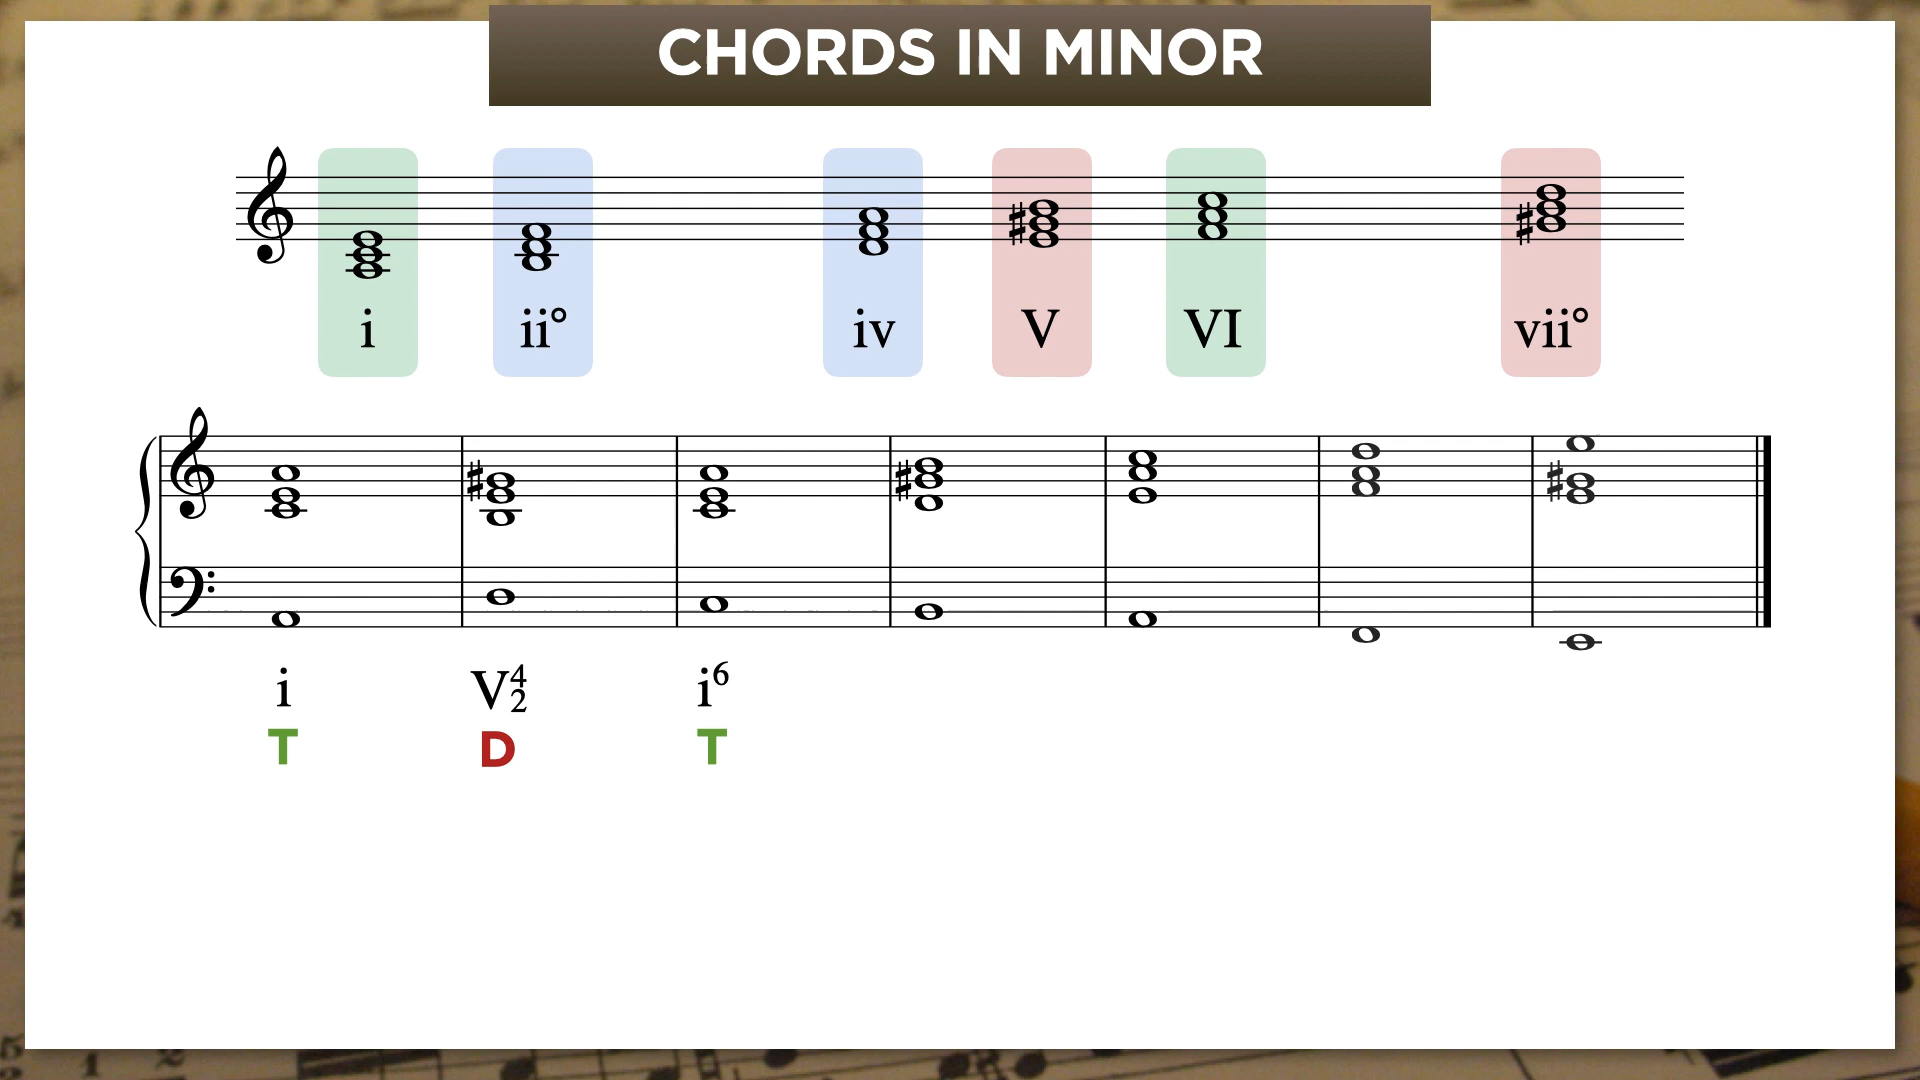 CHORDS IN MINOR
i ii° iv V VI vii°
i V4/2 i6
T D T